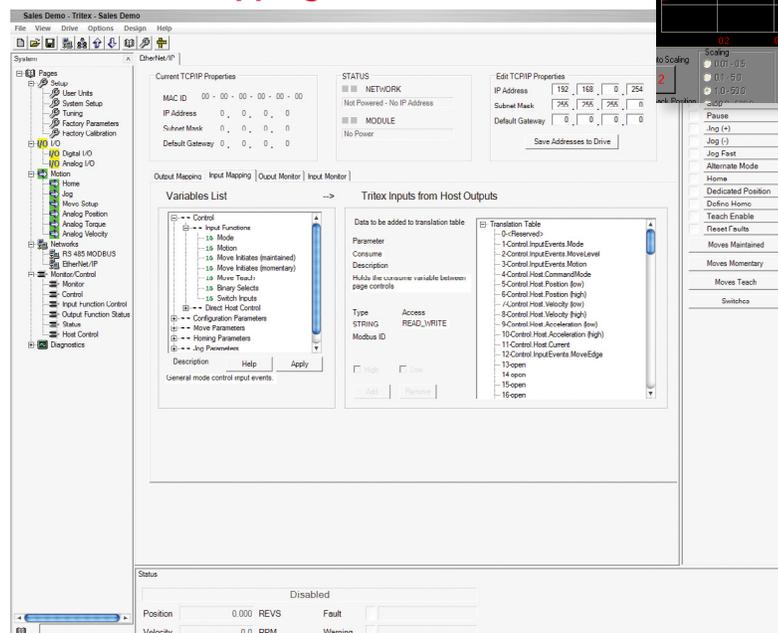 Sales Demo - Tritex - Sales Demo
File View Drive Options Design Help
System
Pages
Setup
User Units
System Setup
Tuning
Factory Parameters
Factory Calibration
I/O I/O
I/O Digital I/O
I/O Analog I/O
Motion
Home
Jog
Move Setup
Analog Position
Analog Torque
Analog Velocity
Networks
RS 485 MODBUS
EtherNet/IP
Monitor/Control
Monitor
Control
Input Function Control
Output Function Status
Status
Host Control
Diagnostics
EtherNet/IP
Current TCP/IP Properties
MAC ID 00 - 00 - 00 - 00 - 00 - 00
IP Address 0 . 0 . 0 . 0
Subnet Mask 0 . 0 . 0 . 0
Default Gateway 0 . 0 . 0 . 0
STATUS
NETWORK
Not Powered - No IP Address
MODULE
No Power
Edit TCP/IP Properties
IP Address 192 . 168 . 0 . 254
Subnet Mask 255 . 255 . 255 . 0
Default Gateway 0 . 0 . 0 . 0
Save Addresses to Drive
Output Mapping Input Mapping Ouput Monitor Input Monitor
Variables List --> Tritex Inputs from Host Outputs
Control
Input Functions
16 Mode
16 Motion
16 Move Initiates (maintained)
16 Move Initiates (momentary)
16 Move Teach
16 Binary Selects
16 Switch Inputs
Direct Host Control
Configuration Parameters
Move Parameters
Homing Parameters
Jog Parameters
Description Help Apply
General mode control input events.
Data to be added to translation table
Parameter
Consume
Description
Holds the consume variable between page controls
Type Access
STRING READ_WRITE
Modbus ID
High Low
Add Remove
Translation Table
0-<Reserved>
1-Control.InputEvents.Mode
2-Control.InputEvents.MoveLevel
3-Control.InputEvents.Motion
4-Control.Host.CommandMode
5-Control.Host.Position (low)
6-Control.Host.Position (high)
7-Control.Host.Velocity (low)
8-Control.Host.Velocity (high)
9-Control.Host.Acceleration (low)
10-Control.Host.Acceleration (high)
11-Control.Host.Current
12-Control.InputEvents.MoveEdge
13-open
14-open
15-open
16-open
02
to Scaling
Scaling
0.01 - 0.5
0.1 - 5.0
1.0 - 50.0
2
Position
Pause
Jog (+)
Jog (-)
Jog Fast
Alternate Mode
Home
Dedicated Position
Define Home
Teach Enable
Reset Faults
Moves Maintained
Moves Momentary
Moves Teach
Switches
Status
Disabled
Position 0.000 REVS Fault
Velocity 0.0 RPM Warning